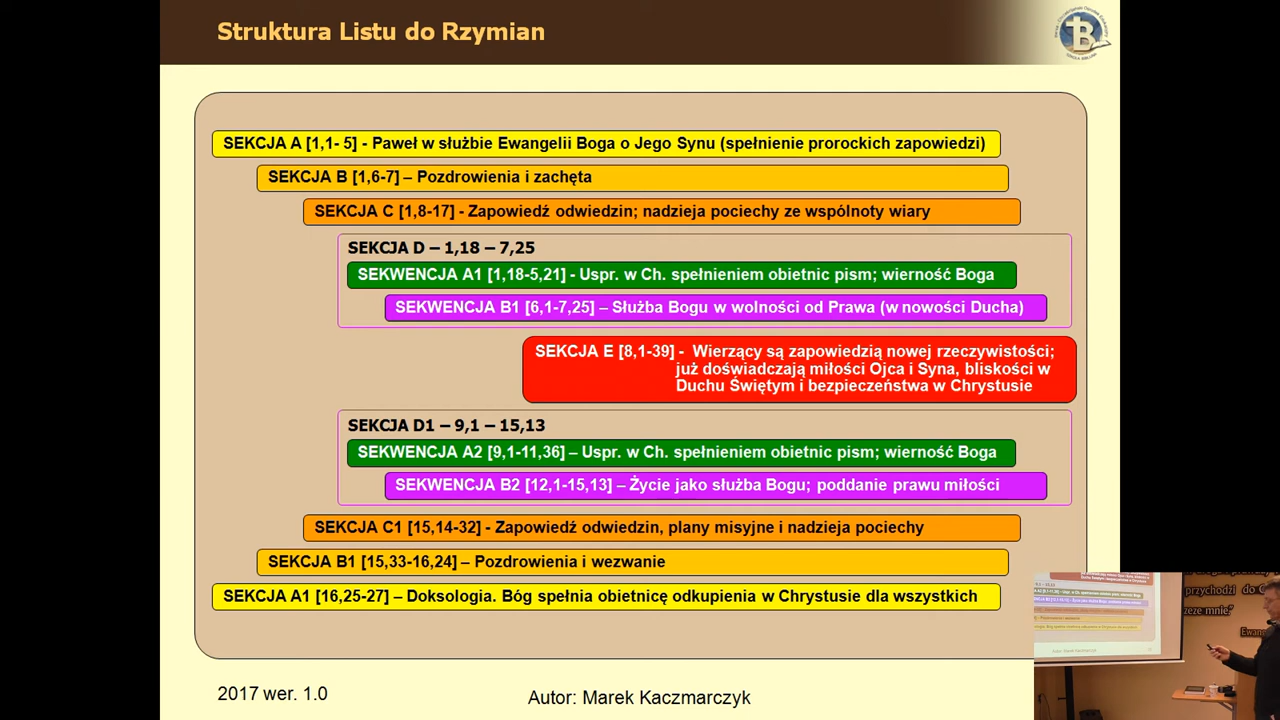 Struktura Listu do Rzymian
SEKCJA A [1,1- 5] - Paweł w służbie Ewangelii Boga o Jego Synu (spełnienie prorockich zapowiedzi)
SEKCJA B [1,6-7] – Pozdrowienia i zachęta
SEKCJA C [1,8-17] - Zapowiedź odwiedzin; nadzieja pociechy ze wspólnoty wiary
SEKCJA D – 1,18 – 7,25
SEKWENCJA A1 [1,18-5,21] - Uspr. w Ch. spełnieniem obietnic pism; wierność Boga
SEKWENCJA B1 [6,1-7,25] – Służba Bogu w wolności od Prawa (w nowości Ducha)
SEKCJA E [8,1-39] - Wierzący są zapowiedzią nowej rzeczywistości;
już doświadczają miłości Ojca i Syna, bliskości w
Duchu Świętym i bezpieczeństwa w Chrystusie
SEKCJA D1 – 9,1 – 15,13
SEKWENCJA A2 [9,1-11,36] – Uspr. w Ch. spełnieniem obietnic pism; wierność Boga
SEKWENCJA B2 [12,1-15,13] – Życie jako służba Bogu; poddanie prawu miłości
SEKCJA C1 [15,14-32] - Zapowiedź odwiedzin, plany misyjne i nadzieja pociechy
SEKCJA B1 [15,33-16,24] – Pozdrowienia i wezwanie
SEKCJA A1 [16,25-27] – Doksologia. Bóg spełnia obietnicę odkupienia w Chrystusie dla wszystkich
przychodzi do
mnie”
2017 wer. 1.0
Autor: Marek Kaczmarczyk